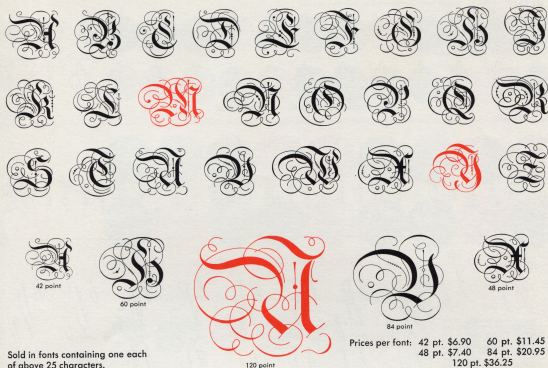 A B C D E F G H I
K L M N O P Q R
S T U V W X Y Z
A B U V A
42 point
60 point
120 point
84 point
48 point
Sold in fonts containing one each
of above 25 characters.
Prices per font: 42 pt. $6.90 60 pt. $11.45
48 pt. $7.40 84 pt. $20.95
120 pt. $36.25